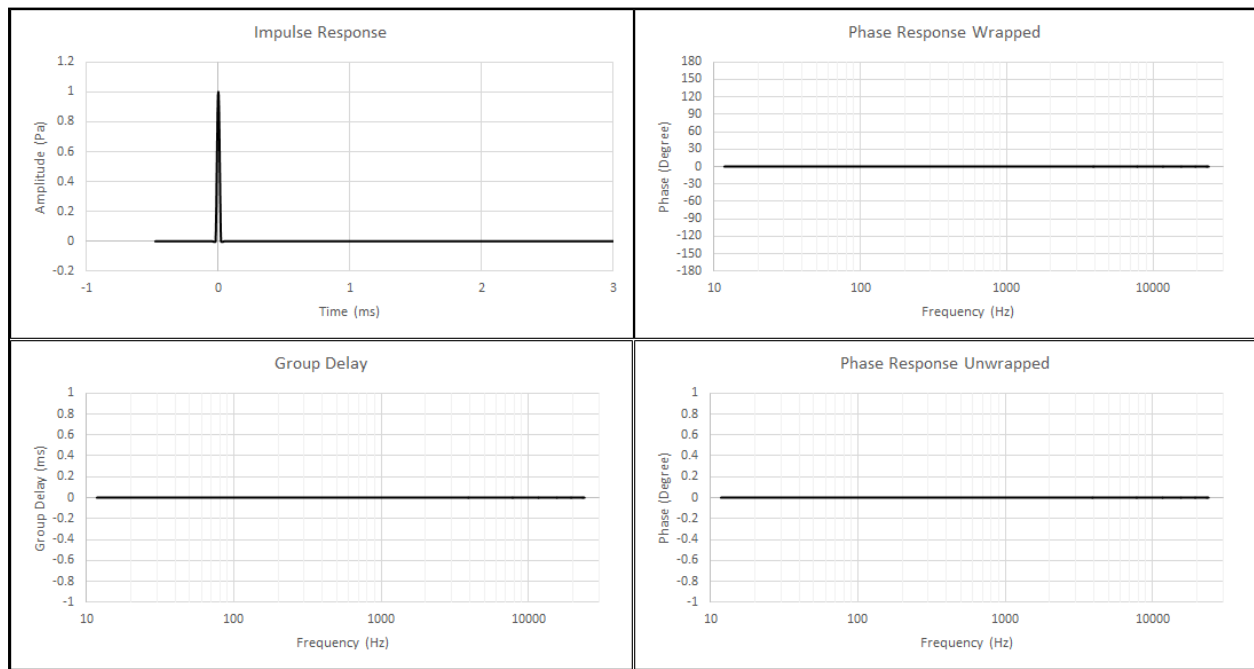 Impulse Response
1.2
1
0.8
0.6
0.4
0.2
0
-0.2
Amplitude (Pa)
-1 0 1 2 3
Time (ms)
Phase Response Wrapped
180
150
120
90
60
30
0
-30
-60
-90
-120
-150
-180
Phase (Degree)
10 100 1000 10000
Frequency (Hz)
Group Delay
1
0.8
0.6
0.4
0.2
0
-0.2
-0.4
-0.6
-0.8
-1
Group Delay (ms)
10 100 1000 10000
Frequency (Hz)
Phase Response Unwrapped
1
0.8
0.6
0.4
0.2
0
-0.2
-0.4
-0.6
-0.8
-1
Phase (Degree)
10 100 1000 10000
Frequency (Hz)